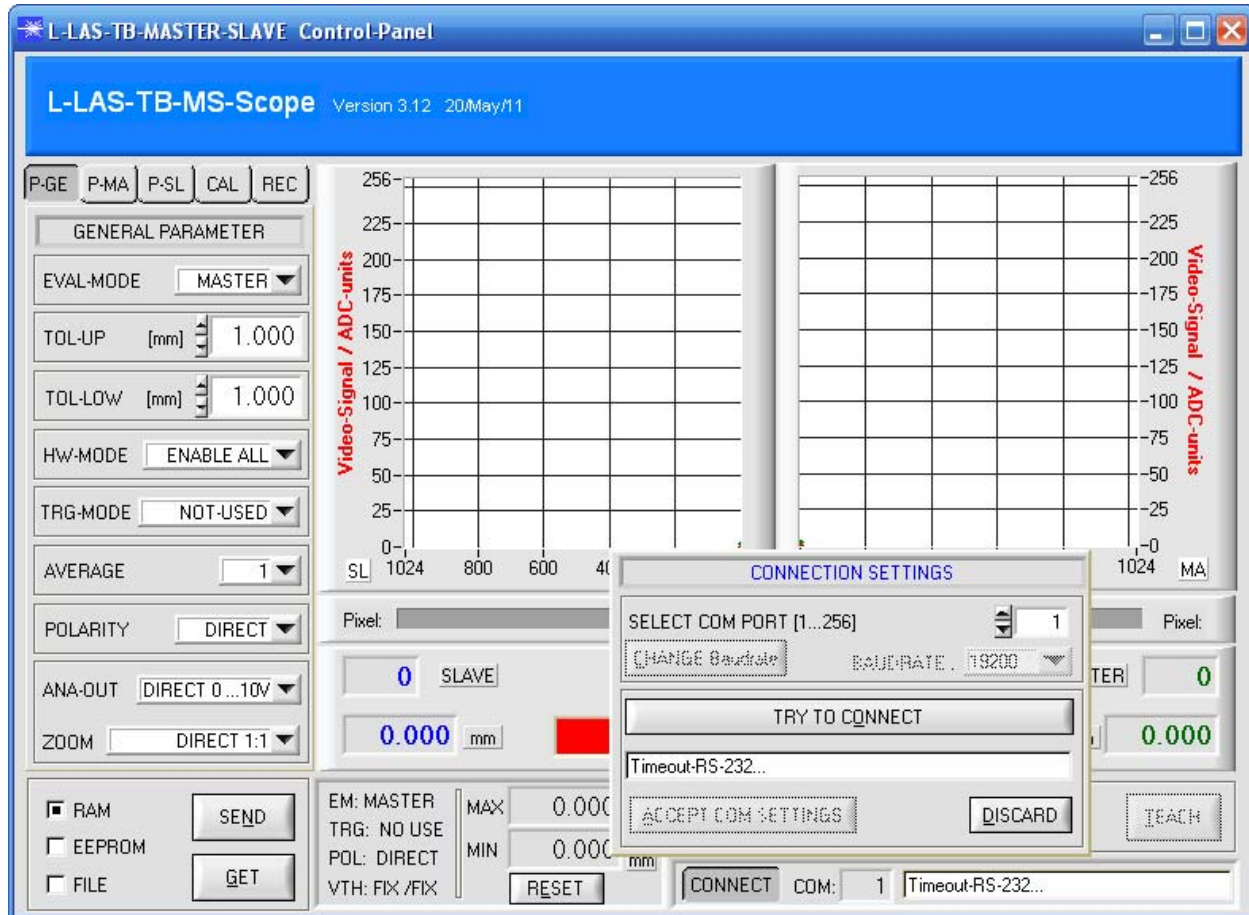 L-LAS-TB-MASTER-SLAVE Control-Panel
L-LAS-TB-MS-Scope Version 3.12 20/May/11
P-GE P-MA P-SL CAL REC
GENERAL PARAMETER
EVAL-MODE MASTER
TOL-UP [mm] 1.000
TOL-LOW [mm] 1.000
HW-MODE ENABLE ALL
TRG-MODE NOT-USED
AVERAGE 1
POLARITY DIRECT
ANA-OUT DIRECT 0...10V
ZOOM DIRECT 1:1
RAM
EEPROM
FILE
SEND
GET
Video-Signal / ADC-units
256
225
200
175
150
125
100
75
50
25
0
SL 1024 800 600 40
256
225
200
175
150
125
100
75
50
25
0
Video-Signal / ADC-units
1024 MA
Pixel:
Pixel:
0 SLAVE
0.000 mm
TER 0
0.000
EM: MASTER
TRG: NO USE
POL: DIRECT
VTH: FIX /FIX
MAX 0.000
MIN 0.000 mm
RESET
CONNECTION SETTINGS
SELECT COM PORT [1...256] 1
CHANGE Baudrate BAUDRATE . 19200
TRY TO CONNECT
Timeout-RS-232...
ACCEPT COM SETTINGS DISCARD
TEACH
CONNECT COM: 1 Timeout-RS-232...